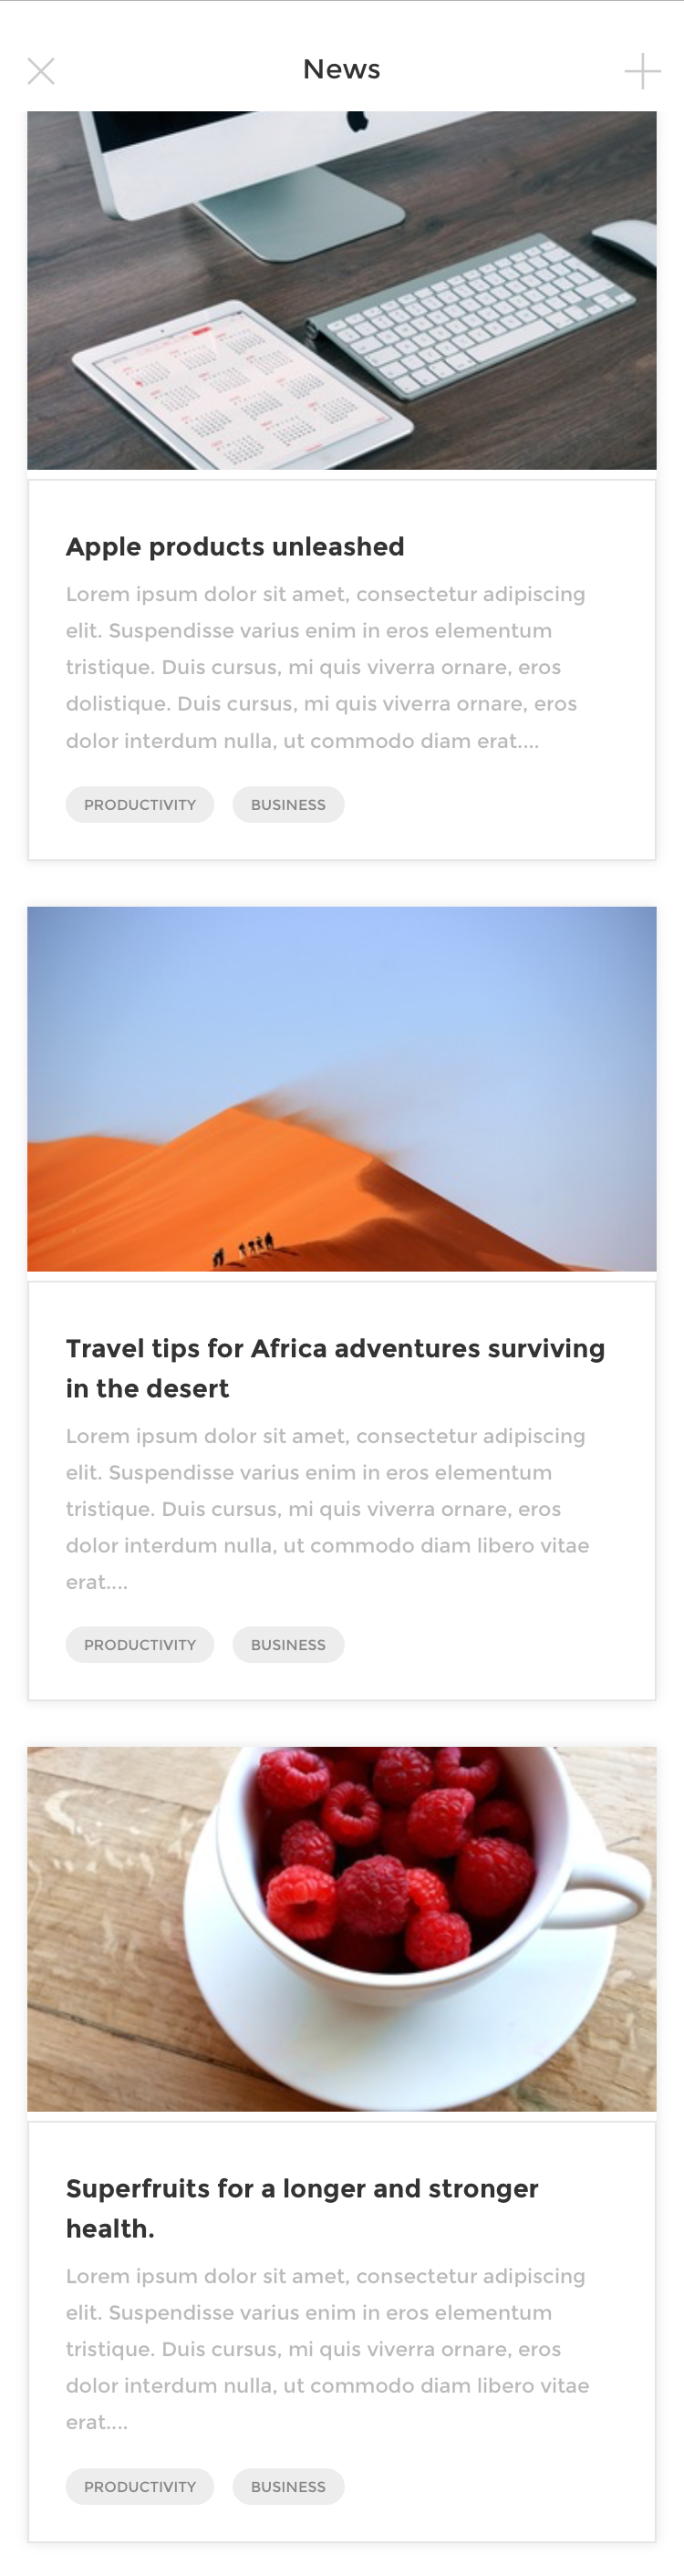 News
Apple products unleashed
Lorem ipsum dolor sit amet, consectetur adipiscing
elit. Suspendisse varius enim in eros elementum
tristique. Duis cursus, mi quis viverra ornare, eros
dolistique. Duis cursus, mi quis viverra ornare, eros
dolor interdum nulla, ut commodo diam erat....
PRODUCTIVITY BUSINESS
Travel tips for Africa adventures surviving
in the desert
Lorem ipsum dolor sit amet, consectetur adipiscing
elit. Suspendisse varius enim in eros elementum
tristique. Duis cursus, mi quis viverra ornare, eros
dolor interdum nulla, ut commodo diam libero vitae
erat....
PRODUCTIVITY BUSINESS
Superfruits for a longer and stronger
health.
Lorem ipsum dolor sit amet, consectetur adipiscing
elit. Suspendisse varius enim in eros elementum
tristique. Duis cursus, mi quis viverra ornare, eros
dolor interdum nulla, ut commodo diam libero vitae
erat....
PRODUCTIVITY BUSINESS